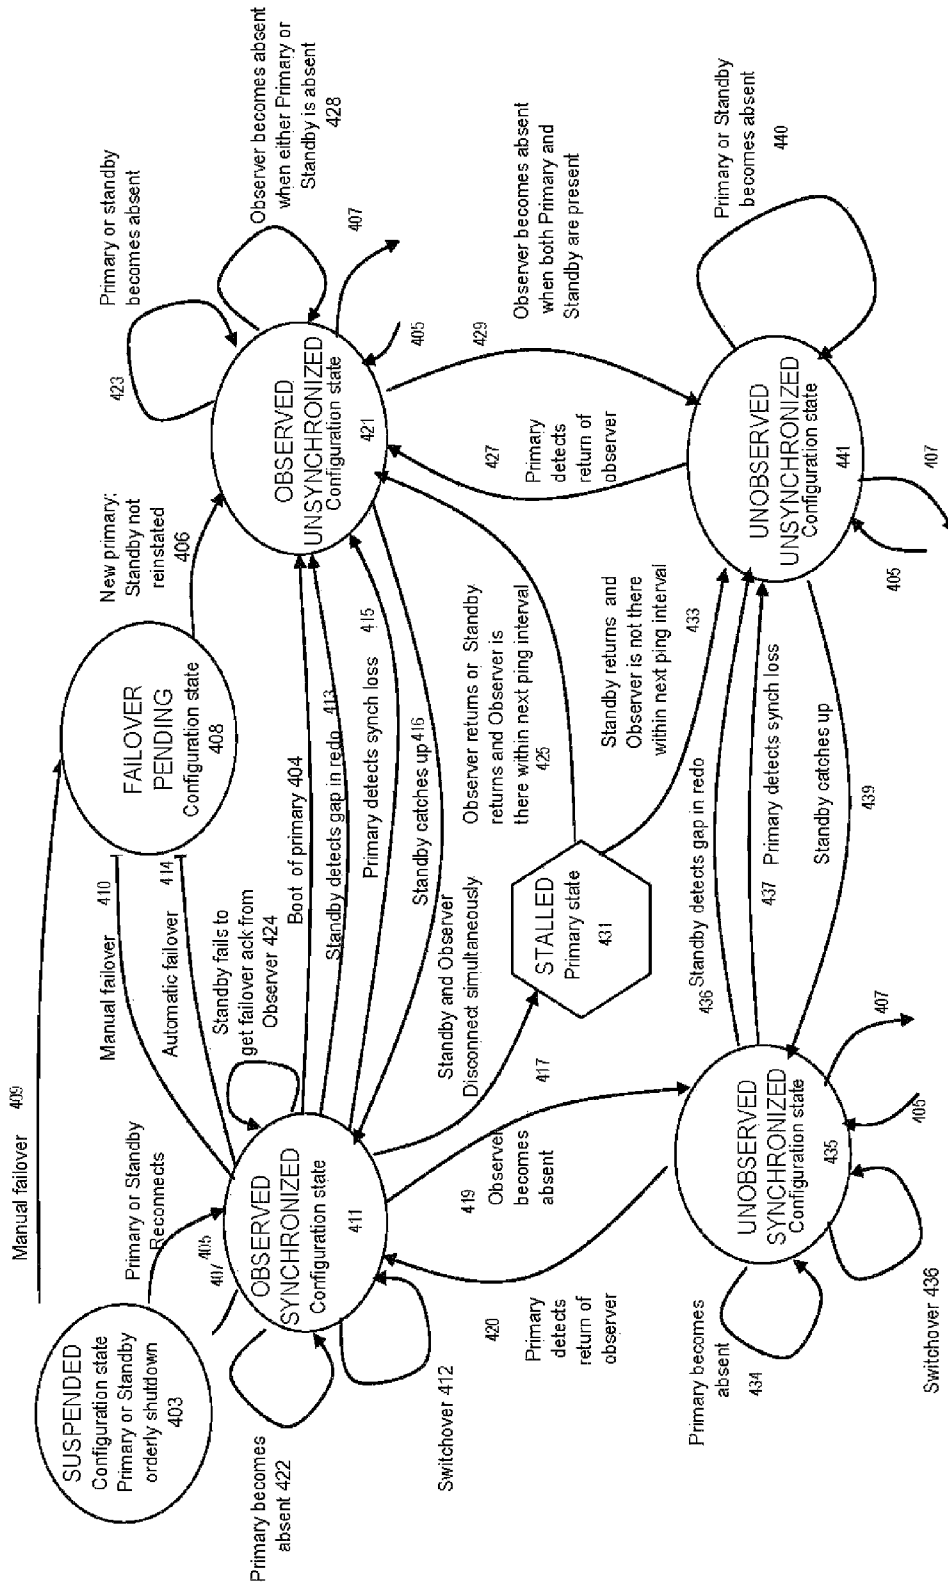 Manual failover 409
SUSPENDED
Configuration state
Primary or Standby
orderly shutdown
403
Primary or Standby
Reconnects
405
407
Manual failover
410
Automatic failover
414
FAILOVER
PENDING
Configuration state
408
New primary:
Standby not
reinstated
406
423
Primary or standby
becomes absent
Observer becomes absent
when either Primary or
Standby is absent
428
407
405
Standby fails to
get failover ack from
Observer 424
Primary becomes
absent 422
OBSERVED
SYNCHRONIZED
Configuration state
411
Switchover 412
Boot of primary 404
Standby detects gap in redo
413
Primary detects synch loss
415
Standby catches up 416
OBSERVED
UNSYNCHRONIZED
Configuration state
421
429
Observer becomes absent
when both Primary and
Standby are present
427
Primary
detects
return of
observer
Standby and Observer
Disconnect simultaneously
417
STALLED
Primary state
431
Observer returns or Standby
returns and Observer is
there within next ping interval
425
Standby returns and
Observer is not there
within next ping interval
433
419
Observer
becomes
absent
420
Primary
detects
return of
observer
Primary becomes
absent
434
UNOBSERVED
SYNCHRONIZED
Configuration state
435
Switchover 436
405
407
436 Standby detects gap in redo
437 Primary detects synch loss
Standby catches up
439
UNOBSERVED
UNSYNCHRONIZED
Configuration state
441
Primary or Standby
becomes absent
440
405
407